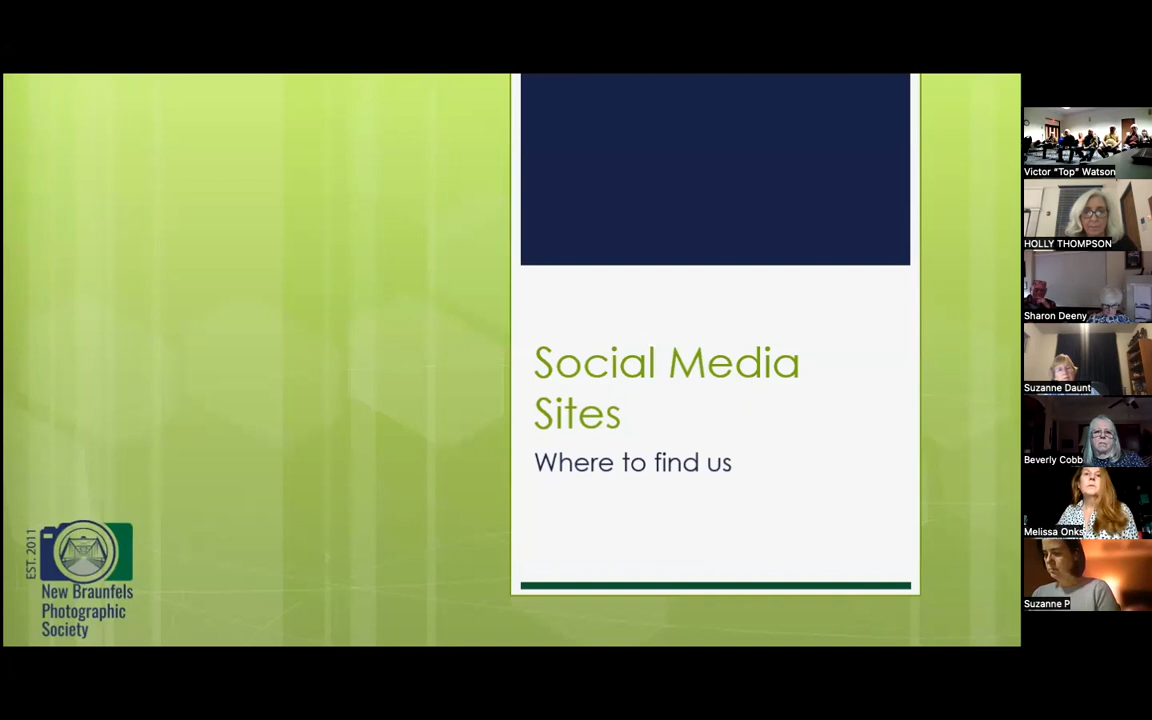 Social Media
Sites
Where to find us
EST. 2011
New Braunfels
Photographic
Society
Victor "Top" Watson
HOLLY THOMPSON
Sharon Deeny
Suzanne Daunt
Beverly Cobb
Melissa Onks
Suzanne P